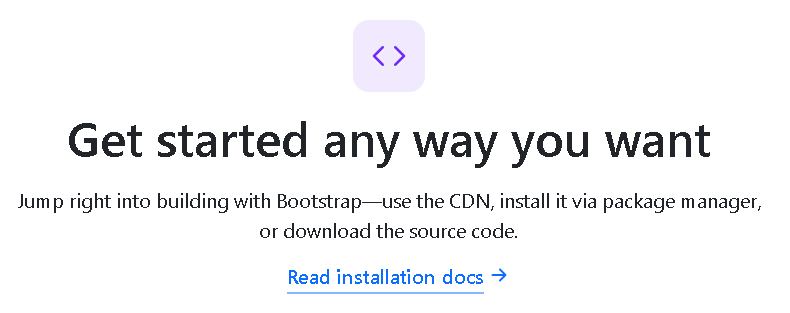 Get started any way you want
Jump right into building with Bootstrap—use the CDN, install it via package manager,
or download the source code.
Read installation docs